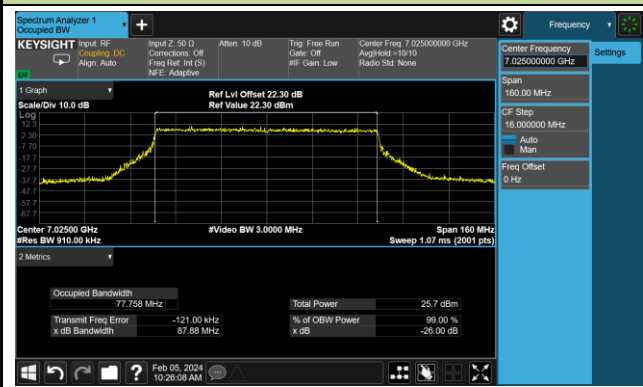 Spectrum Analyzer 1
Occupied BW
Frequency
KEYSIGHT
Input: RF
Coupling: DC
Align: Auto
Input Z: 50 Ω
Corrections: Off
Freq Ref: Int (S)
NFE: Adaptive
Atten: 10 dB
Trig: Free Run
Gate: Off
#IF Gain: Low
Center Freq: 7.025000000 GHz
Avg|Hold:>10/10
Radio Std: None
Center Frequency
7.025000000 GHz
Settings
Span
160.00 MHz
CF Step
16.000000 MHz
Auto
Man
Freq Offset
0 Hz
1 Graph
Scale/Div 10.0 dB
Ref Lvl Offset 22.30 dB
Ref Value 22.30 dBm
Log
12.3
2.30
-7.70
-17.7
-27.7
-37.7
-47.7
-57.7
-67.7
Center 7.02500 GHz
#Res BW 910.00 kHz
#Video BW 3.0000 MHz
Span 160 MHz
Sweep 1.07 ms (2001 pts)
2 Metrics
Occupied Bandwidth
77.758 MHz
Total Power 25.7 dBm
Transmit Freq Error -121.00 kHz
% of OBW Power 99.00 %
x dB Bandwidth 87.88 MHz
x dB -26.00 dB
Feb 05, 2024
10:26:08 AM